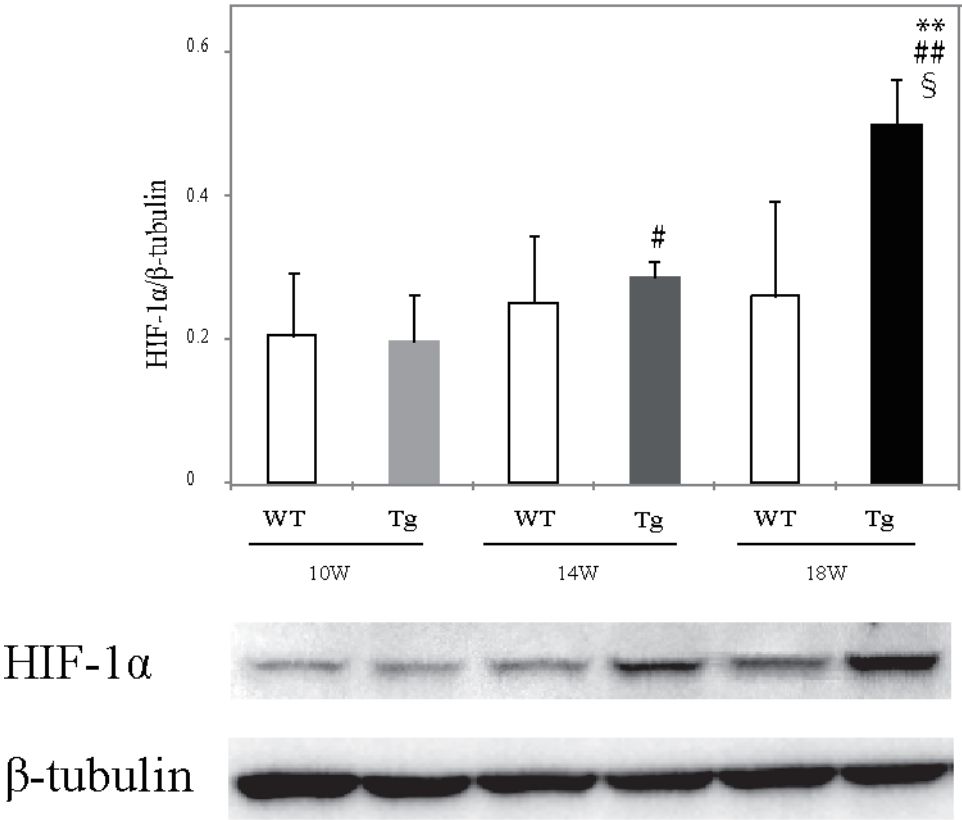 **
##
§
0.6
0.4
#
0.2
0
HIF-1α/β-tubulin
WT Tg WT Tg WT Tg
10W 14W 18W
HIF-1α
β-tubulin